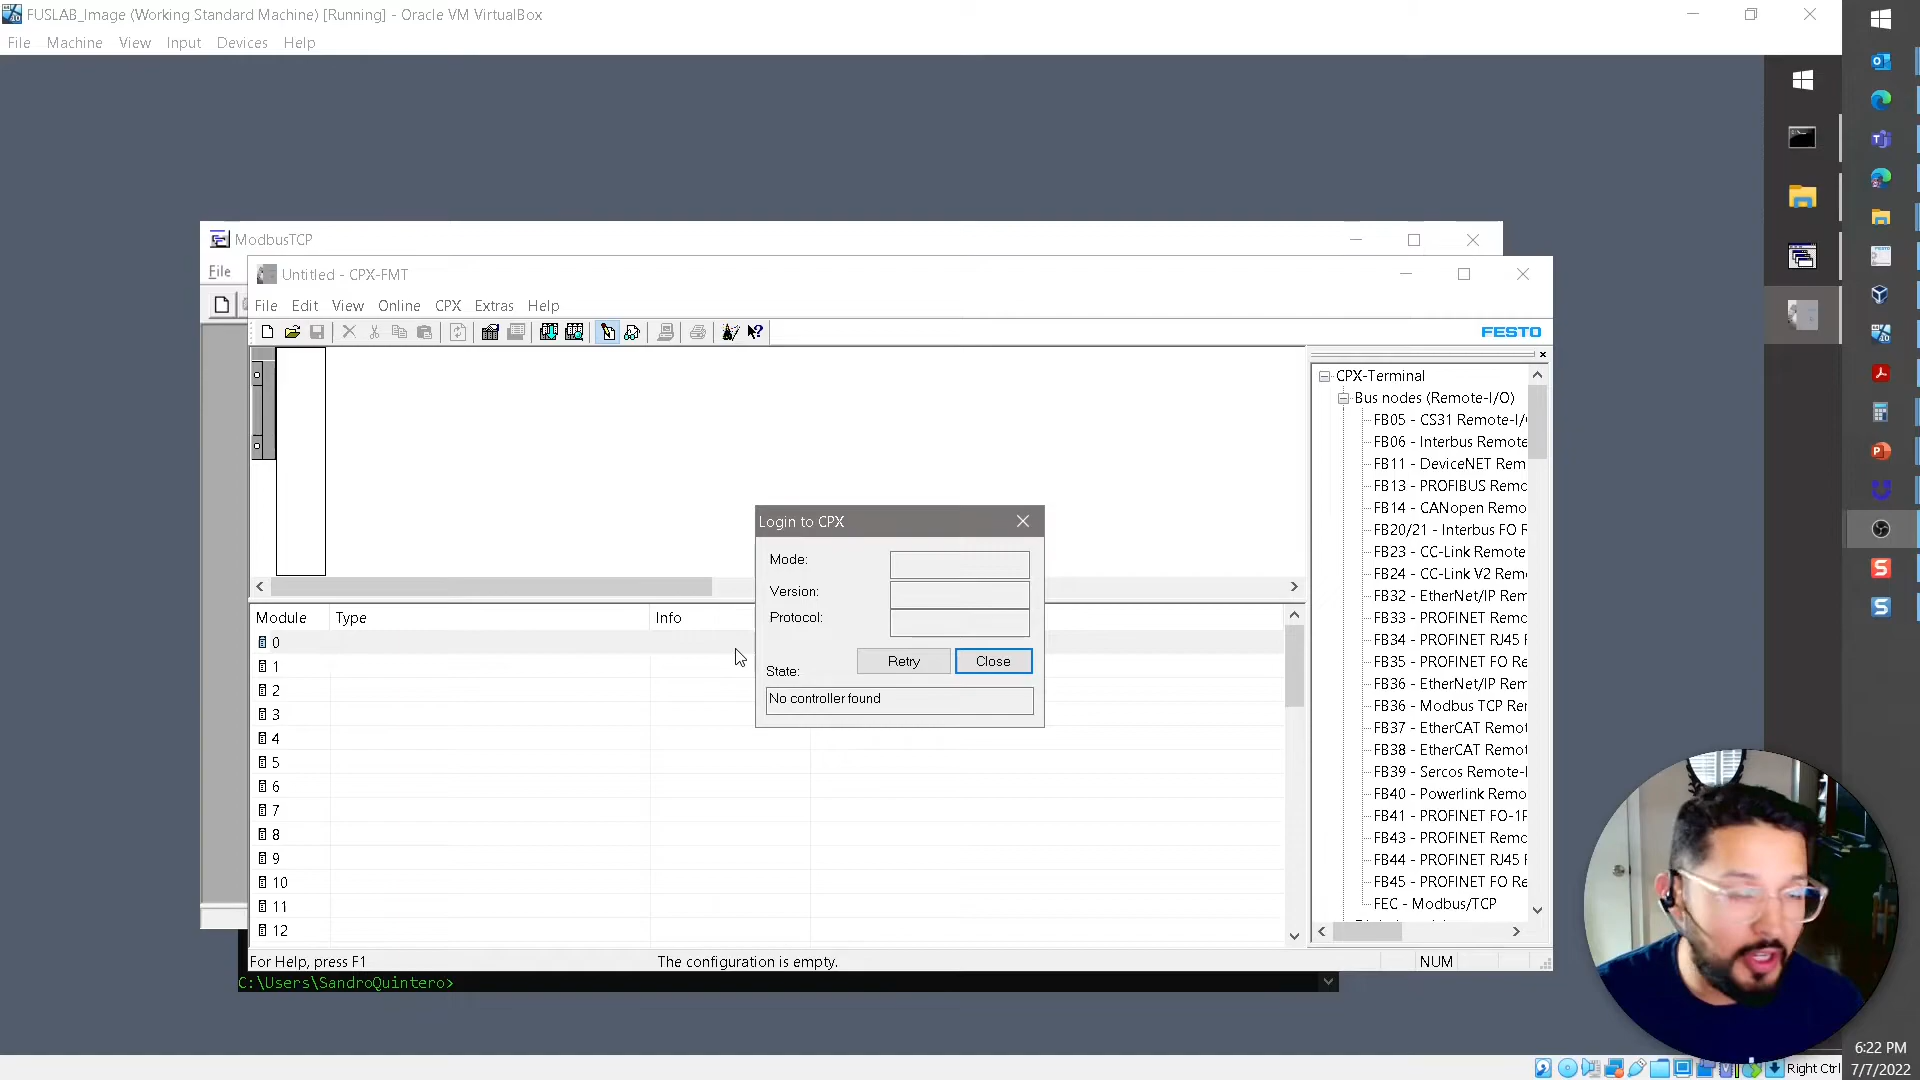 FUSLAB_Image (Working Standard Machine) [Running] - Oracle VM VirtualBox
File Machine View Input Devices Help
ModbusTCP
File
Untitled - CPX-FMT
File Edit View Online CPX Extras Help
FESTO
CPX-Terminal
Bus nodes (Remote-I/O)
FB05 - CS31 Remote-I/
FB06 - Interbus Remote
FB11 - DeviceNET Rem
FB13 - PROFIBUS Remo
FB14 - CANopen Remo
FB20/21 - Interbus FO R
FB23 - CC-Link Remote
FB24 - CC-Link V2 Rem
FB32 - EtherNet/IP Rem
FB33 - PROFINET Remo
FB34 - PROFINET RJ45 F
FB35 - PROFINET FO Re
FB36 - EtherNet/IP Rem
FB36 - Modbus TCP Rer
FB37 - EtherCAT Remot
FB38 - EtherCAT Remot
FB39 - Sercos Remote-I
FB40 - Powerlink Remo
FB41 - PROFINET FO-1P
FB43 - PROFINET Remo
FB44 - PROFINET RJ45 F
FB45 - PROFINET FO Re
FEC - Modbus/TCP
Login to CPX
Mode:
Version:
Protocol:
Retry Close
State:
No controller found
Module Type Info
0
1
2
3
4
5
6
7
8
9
10
11
12
For Help, press F1 The configuration is empty. NUM
C:\Users\SandroQuintero>
Right Ctrl
6:22 PM
7/7/2022